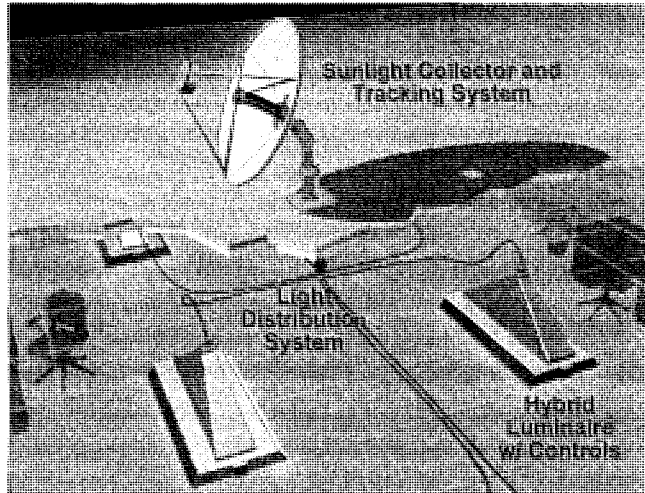 Sunlight Collector and
Tracking System
Light
Distribution
System
Hybrid
Luminaire
w/ Controls